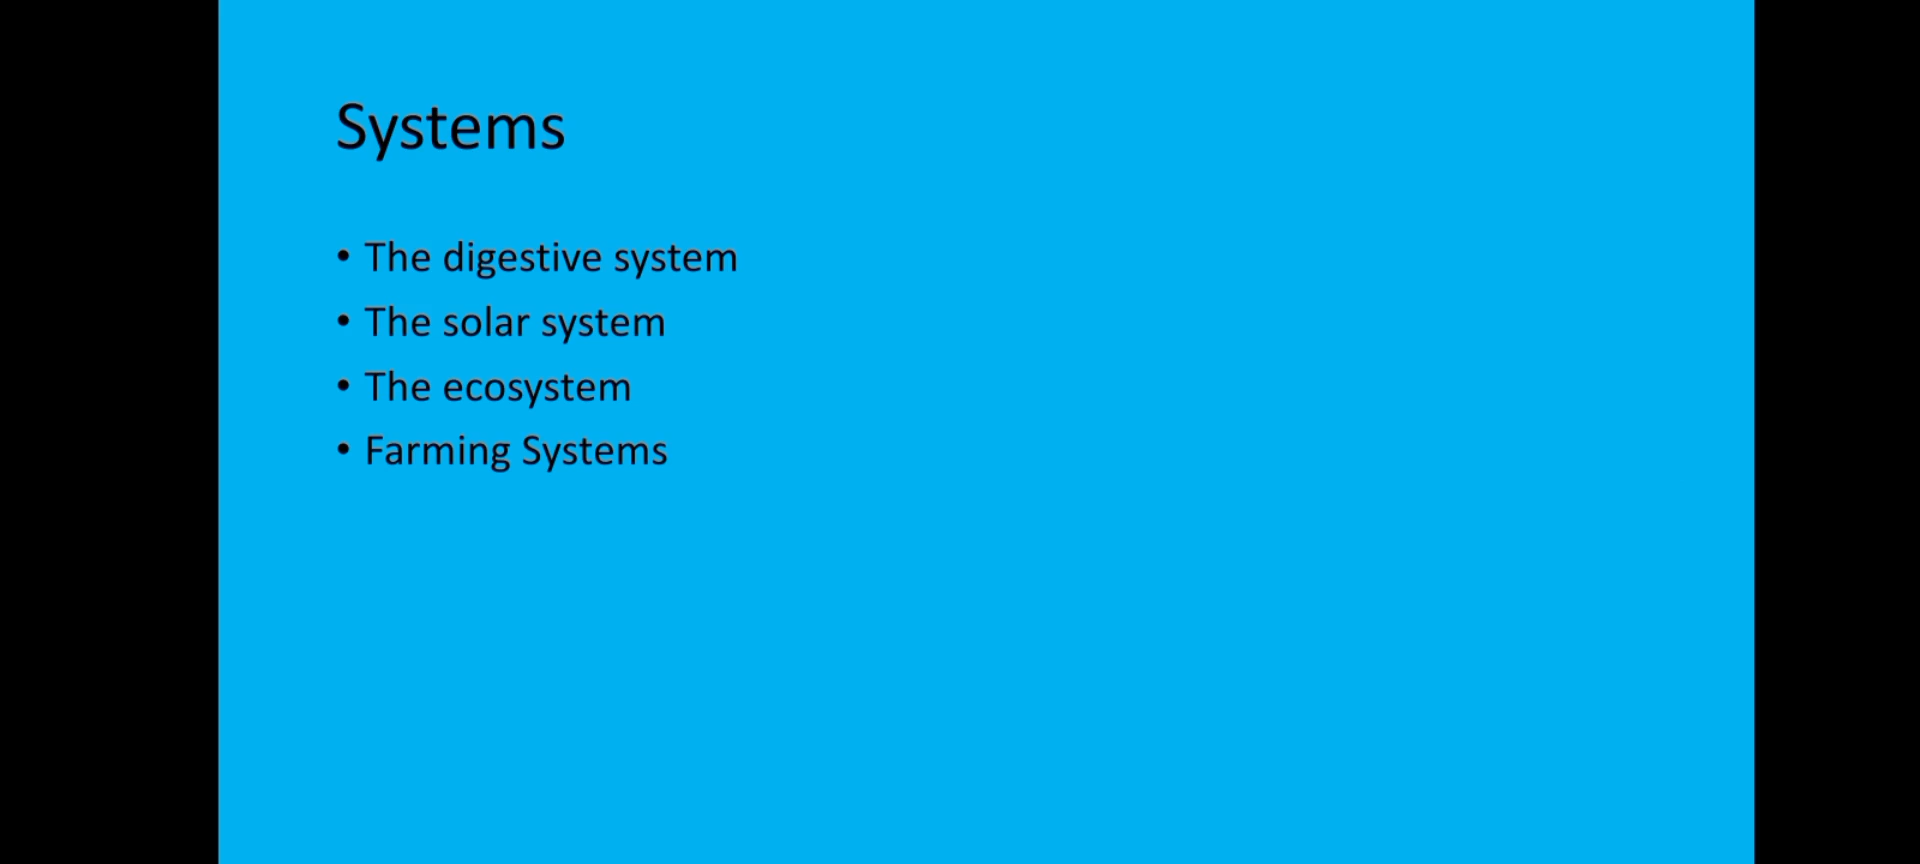 Systems
• The digestive system
• The solar system
• The ecosystem
• Farming Systems